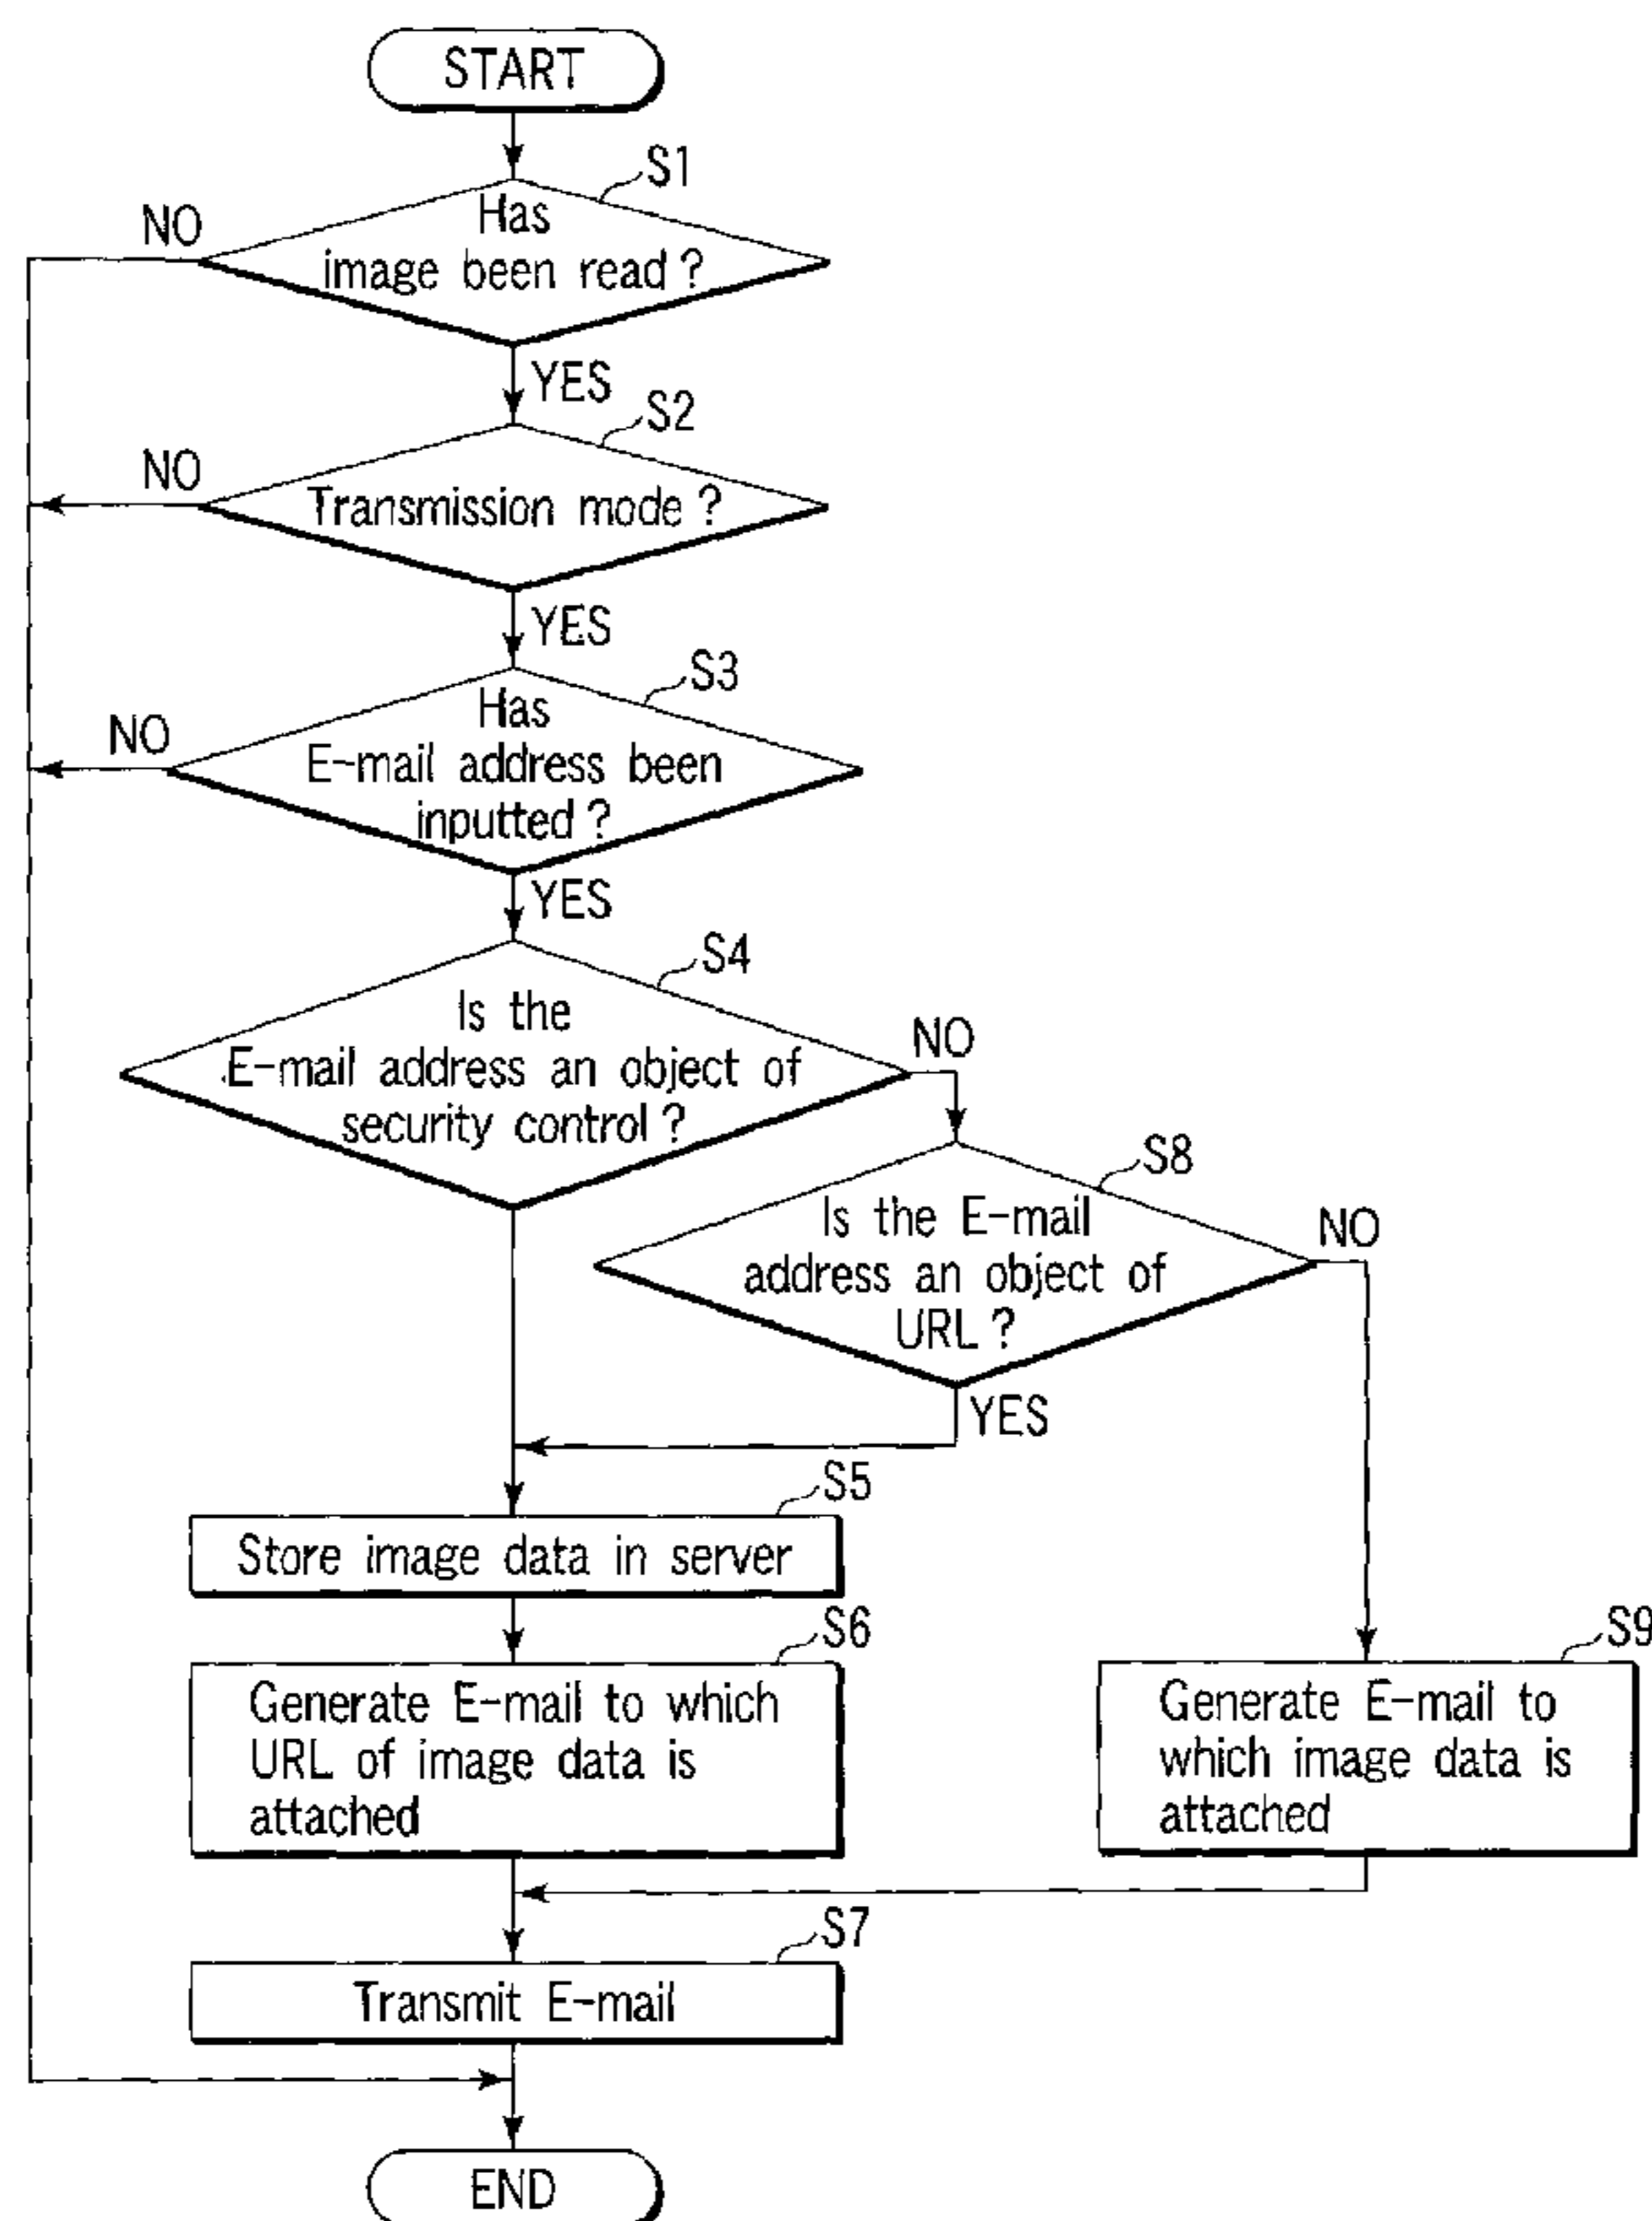 START
S1
NO
Has
image been read?
YES
S2
NO
Transmission mode?
YES
S3
NO
Has
E-mail address been
inputted?
YES
S4
NO
Is the
E-mail address an object of
security control?
S8
NO
Is the E-mail
address an object of
URL?
YES
S5
Store image data in server
S6
Generate E-mail to which
URL of image data is
attached
S9
Generate E-mail to
which image data is
attached
S7
Transmit E-mail
END